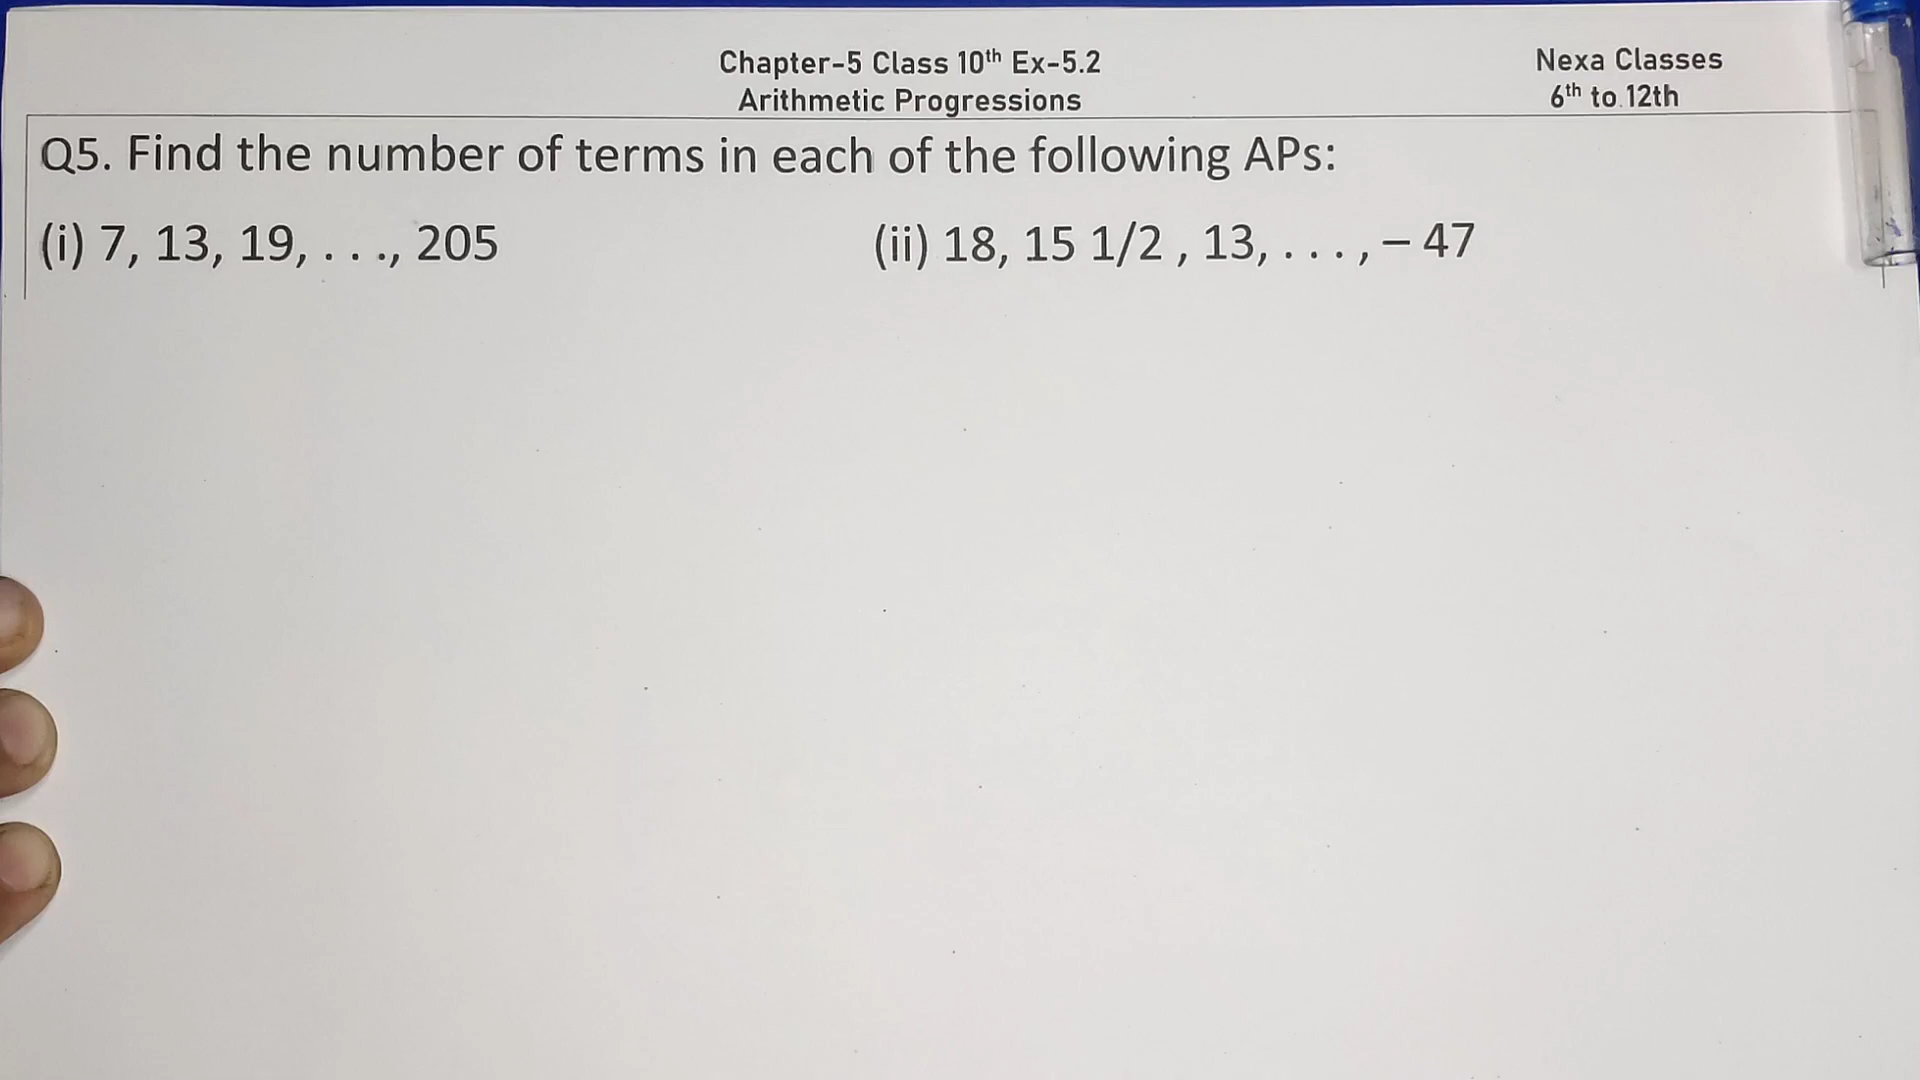 Chapter-5 Class 10th Ex-5.2
Arithmetic Progressions
Nexa Classes
6th to 12th
Q5. Find the number of terms in each of the following APs:
(i) 7, 13, 19, . . ., 205
(ii) 18, 15 1/2 , 13, . . . , – 47